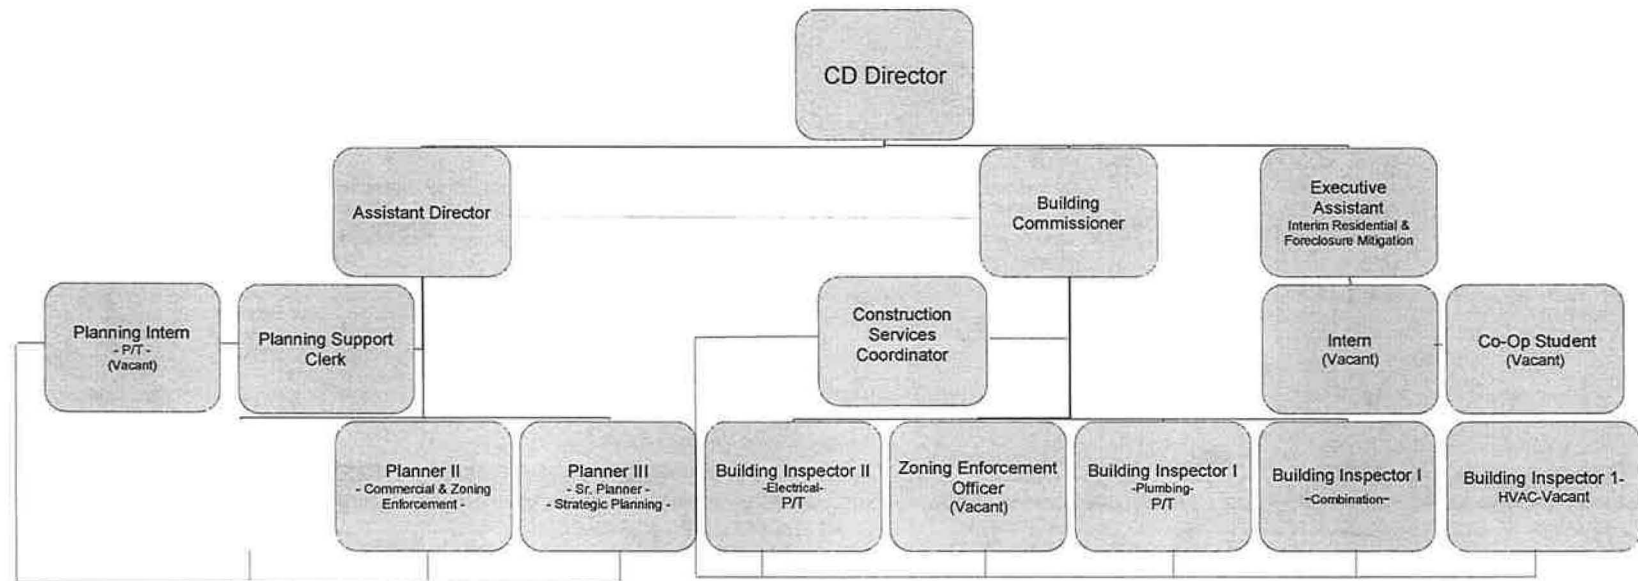 CD Director
Assistant Director
Building
Commissioner
Executive
Assistant
Interim Residential &
Foreclosure Mitigation
Planning Intern
- P/T -
(Vacant)
Planning Support
Clerk
Construction
Services
Coordinator
Intern
(Vacant)
Co-Op Student
(Vacant)
Planner II
- Commercial & Zoning
Enforcement -
Planner III
- Sr. Planner -
- Strategic Planning -
Building Inspector II
-Electrical-
P/T
Zoning Enforcement
Officer
(Vacant)
Building Inspector I
-Plumbing-
P/T
Building Inspector I
-Combination-
Building Inspector 1-
HVAC-Vacant